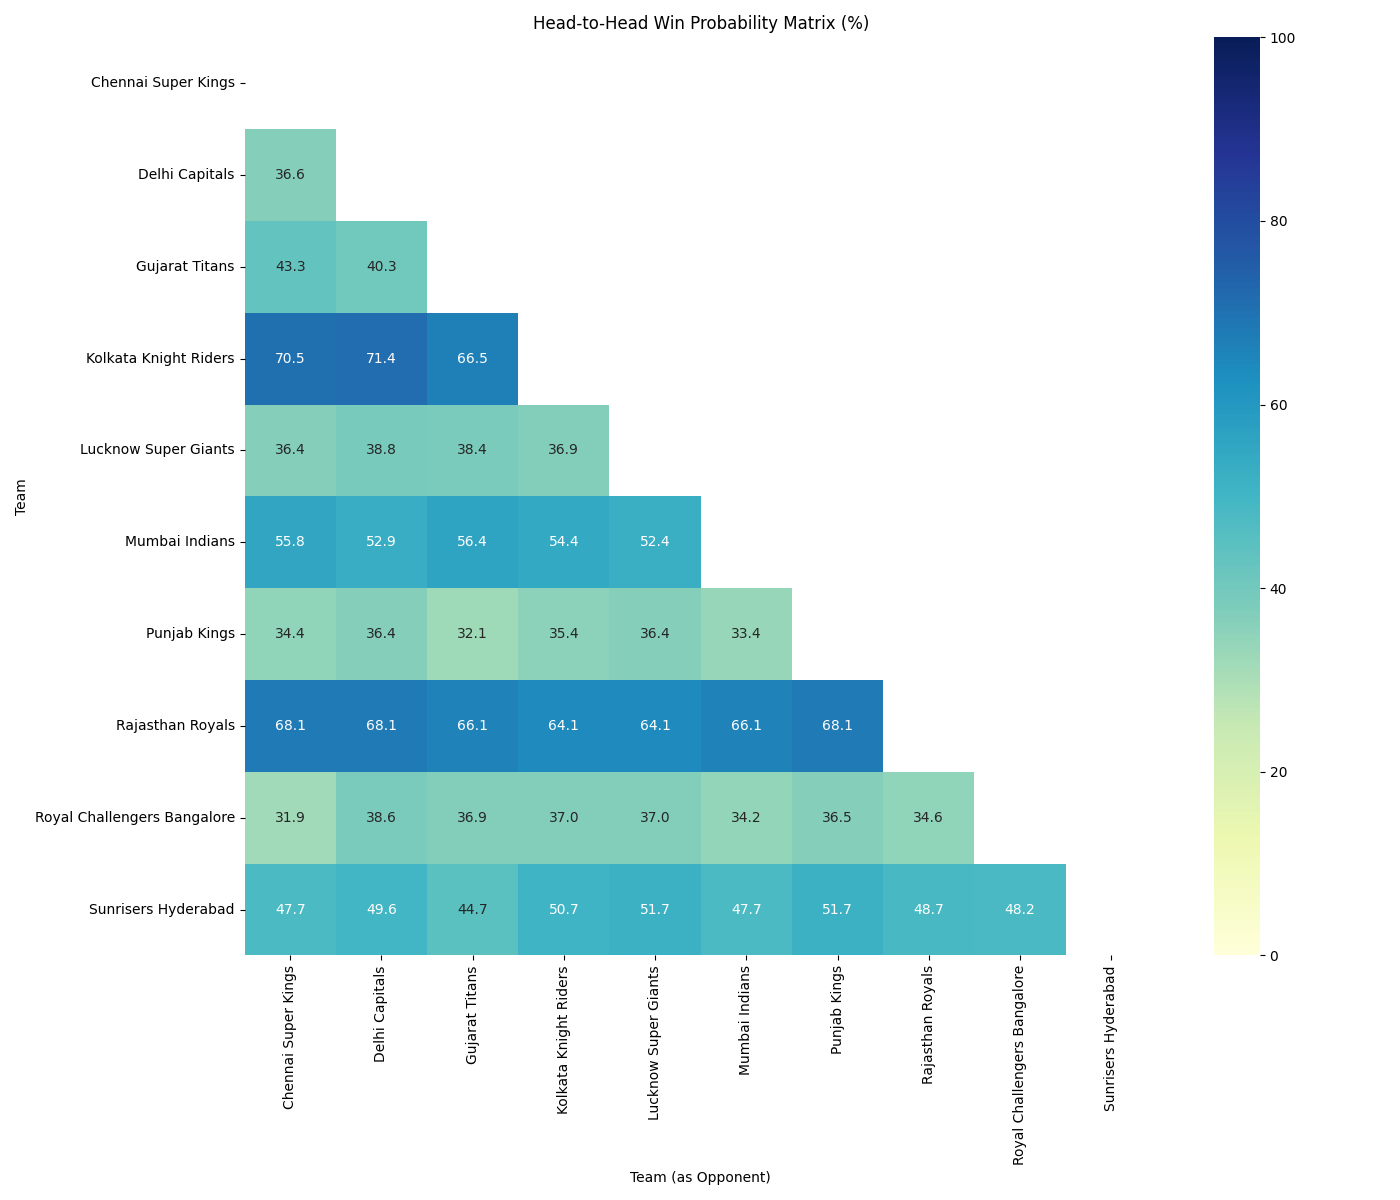 Head-to-Head Win Probability Matrix (%)
Team
Chennai Super Kings
Delhi Capitals 36.6
Gujarat Titans 43.3 40.3
Kolkata Knight Riders 70.5 71.4 66.5
Lucknow Super Giants 36.4 38.8 38.4 36.9
Mumbai Indians 55.8 52.9 56.4 54.4 52.4
Punjab Kings 34.4 36.4 32.1 35.4 36.4 33.4
Rajasthan Royals 68.1 68.1 66.1 64.1 64.1 66.1 68.1
Royal Challengers Bangalore 31.9 38.6 36.9 37.0 37.0 34.2 36.5 34.6
Sunrisers Hyderabad 47.7 49.6 44.7 50.7 51.7 47.7 51.7 48.7 48.2
Chennai Super Kings
Delhi Capitals
Gujarat Titans
Kolkata Knight Riders
Lucknow Super Giants
Mumbai Indians
Punjab Kings
Rajasthan Royals
Royal Challengers Bangalore
Sunrisers Hyderabad
Team (as Opponent)
100
80
60
40
20
0